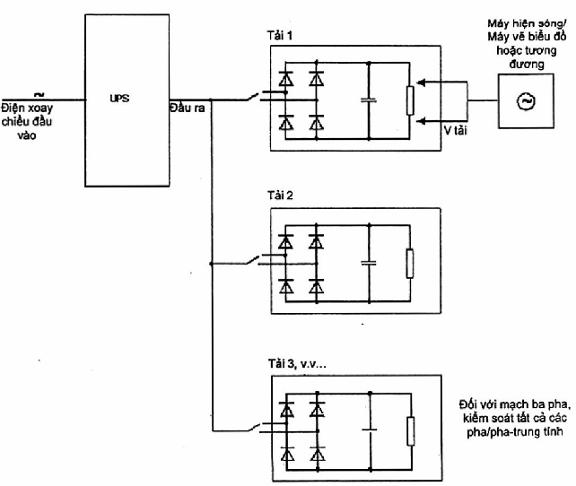 Máy hiện sóng/
Máy vẽ biểu đồ
hoặc tương
đương
Tải 1
UPS
Điện xoay
chiều đầu
vào
Đầu ra
V tải
Tải 2
Tải 3, v.v...
Đối với mạch ba pha,
kiểm soát tất cả các
pha/pha-trung tính